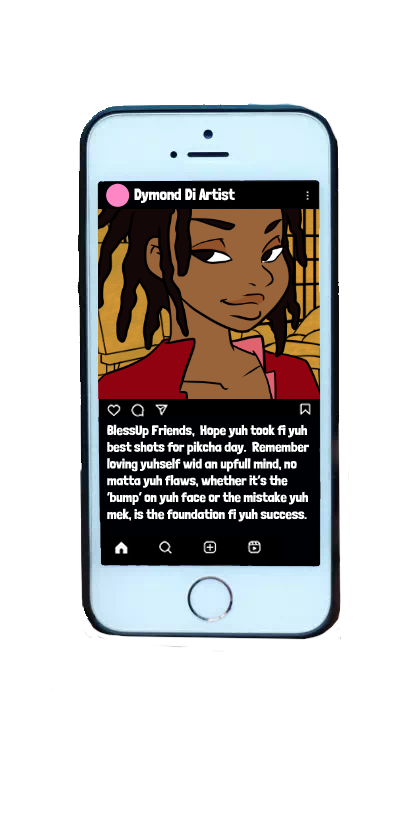 Dymond Di Artist
BlessUp Friends, Hope yuh took fi yuh
best shots for pikcha day. Remember
loving yuhself wid an upfull mind, no
matta yuh flaws, whether it's the
'bump' on yuh face or the mistake yuh
mek, is the foundation fi yuh success.